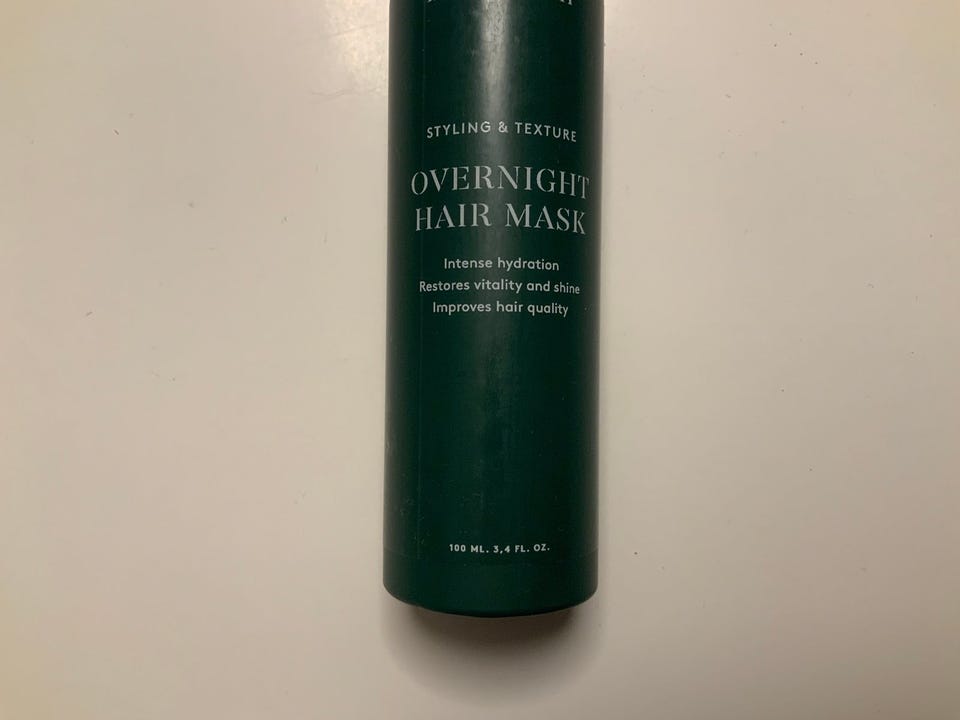 STYLING & TEXTURE
OVERNIGHT
HAIR MASK
Intense hydration
Restores vitality and shine
Improves hair quality
100 ML. 3,4 FL. OZ.